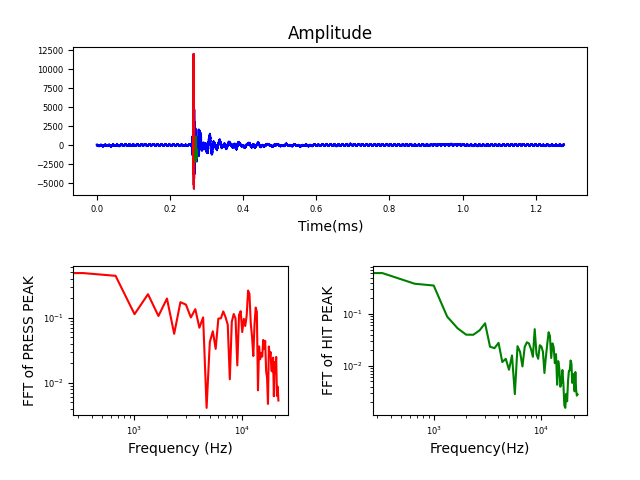 Amplitude
12500
10000
7500
5000
2500
0
−2500
−5000
0.0 0.2 0.4 0.6 0.8 1.0 1.2
Time(ms)
FFT of PRESS PEAK
10⁻¹
10⁻²
10³ 10⁴
Frequency (Hz)
FFT of HIT PEAK
10⁻¹
10⁻²
10³ 10⁴
Frequency(Hz)